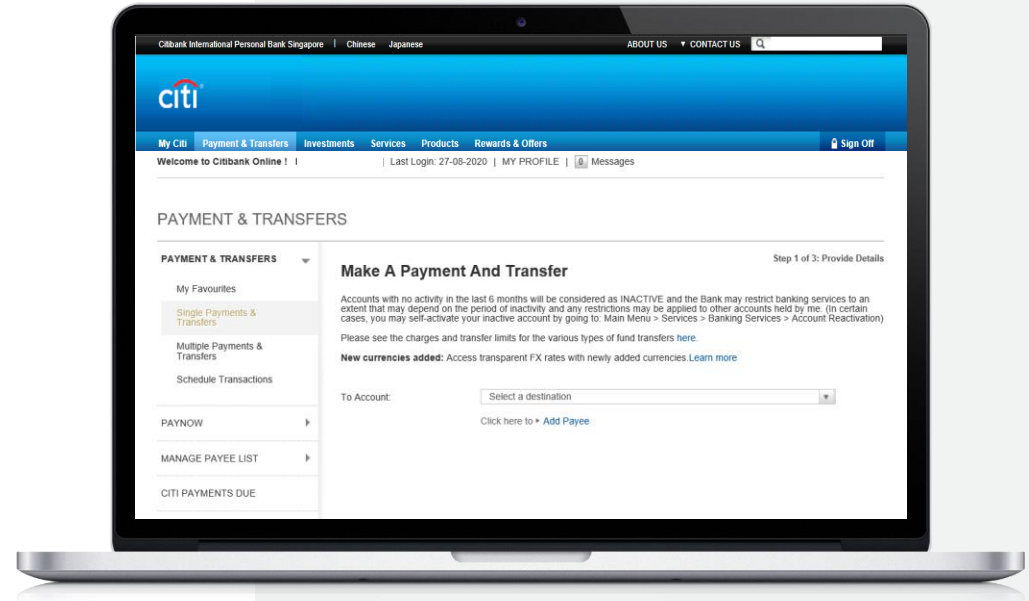 Citibank International Personal Bank Singapore | Chinese Japanese ABOUT US ▼ CONTACT US
citi
My Citi Payment & Transfers Investments Services Products Rewards & Offers Sign Off
Welcome to Citibank Online ! | | Last Login: 27-08-2020 | MY PROFILE | 0 Messages
PAYMENT & TRANSFERS
PAYMENT & TRANSFERS
My Favourites
Single Payments &
Transfers
Multiple Payments &
Transfers
Schedule Transactions
PAYNOW
MANAGE PAYEE LIST
CITI PAYMENTS DUE
Step 1 of 3: Provide Details
Make A Payment And Transfer
Accounts with no activity in the last 6 months will be considered as INACTIVE and the Bank may restrict banking services to an
extent that may depend on the period of inactivity and any restrictions may be applied to other accounts held by me. (In certain
cases, you may self-activate your inactive account by going to: Main Menu > Services > Banking Services > Account Reactivation)
Please see the charges and transfer limits for the various types of fund transfers here.
New currencies added: Access transparent FX rates with newly added currencies.Learn more
To Account: Select a destination
Click here to ▸ Add Payee